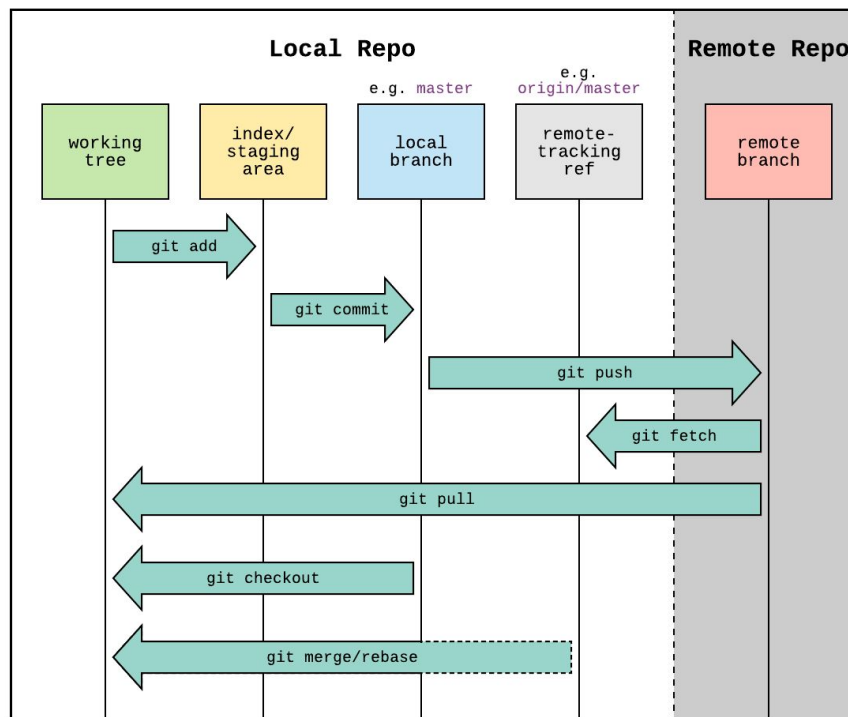 Local Repo
Remote Repo
e.g. master
e.g.
origin/master
working
tree
index/
staging
area
local
branch
remote-
tracking
ref
remote
branch
git add
git commit
git push
git fetch
git pull
git checkout
git merge/rebase